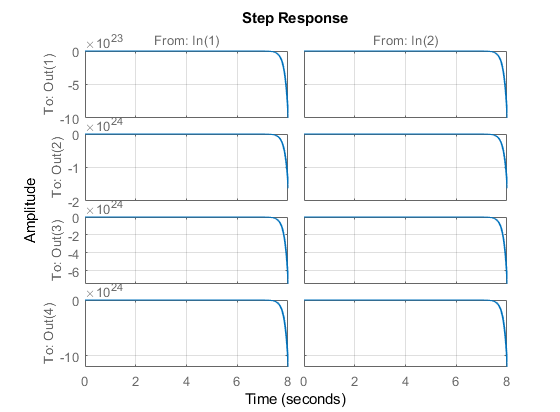 Step Response
From: In(1) From: In(2)
×10^23
0
-5
-10
To: Out(1)
×10^24
0
-1
-2
To: Out(2)
×10^24
0
-2
-4
-6
To: Out(3)
×10^24
0
-10
To: Out(4)
Amplitude
0 2 4 6 8 0 2 4 6 8
Time (seconds)